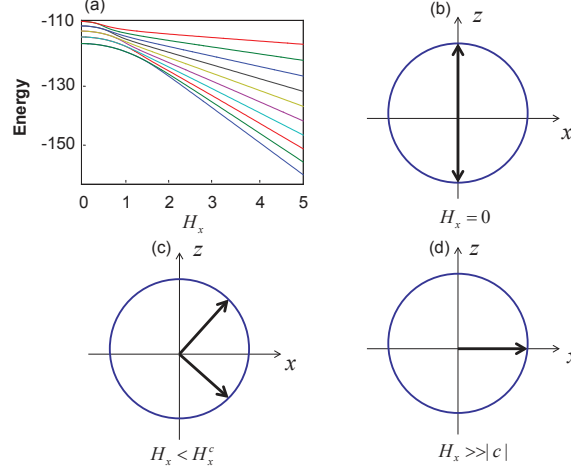 (a)
-110
-130
-150
Energy
0 1 2 3 4 5
H_x
(b)
z
x
H_x = 0
(c)
z
x
H_x < H_x^c
(d)
z
x
H_x >> | c |